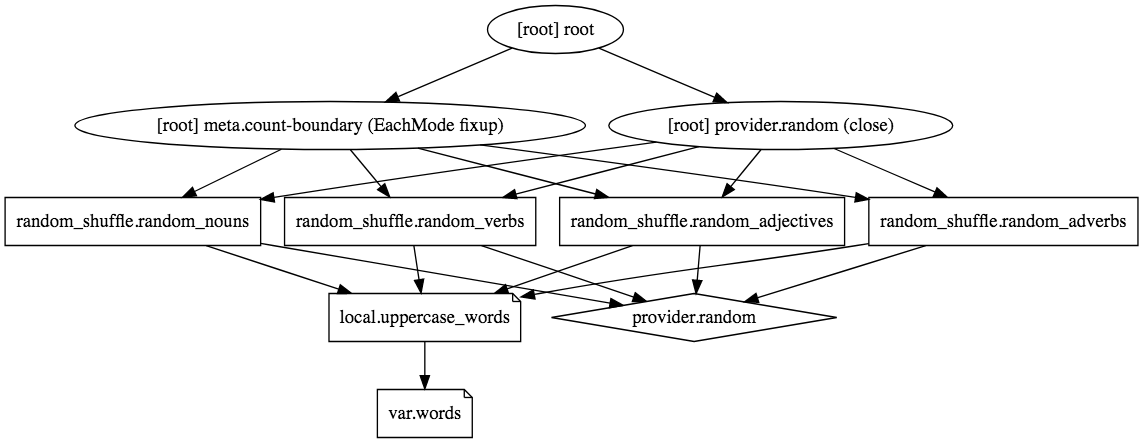 [root] root
[root] meta.count-boundary (EachMode fixup)
[root] provider.random (close)
random_shuffle.random_nouns
random_shuffle.random_verbs
random_shuffle.random_adjectives
random_shuffle.random_adverbs
local.uppercase_words
provider.random
var.words